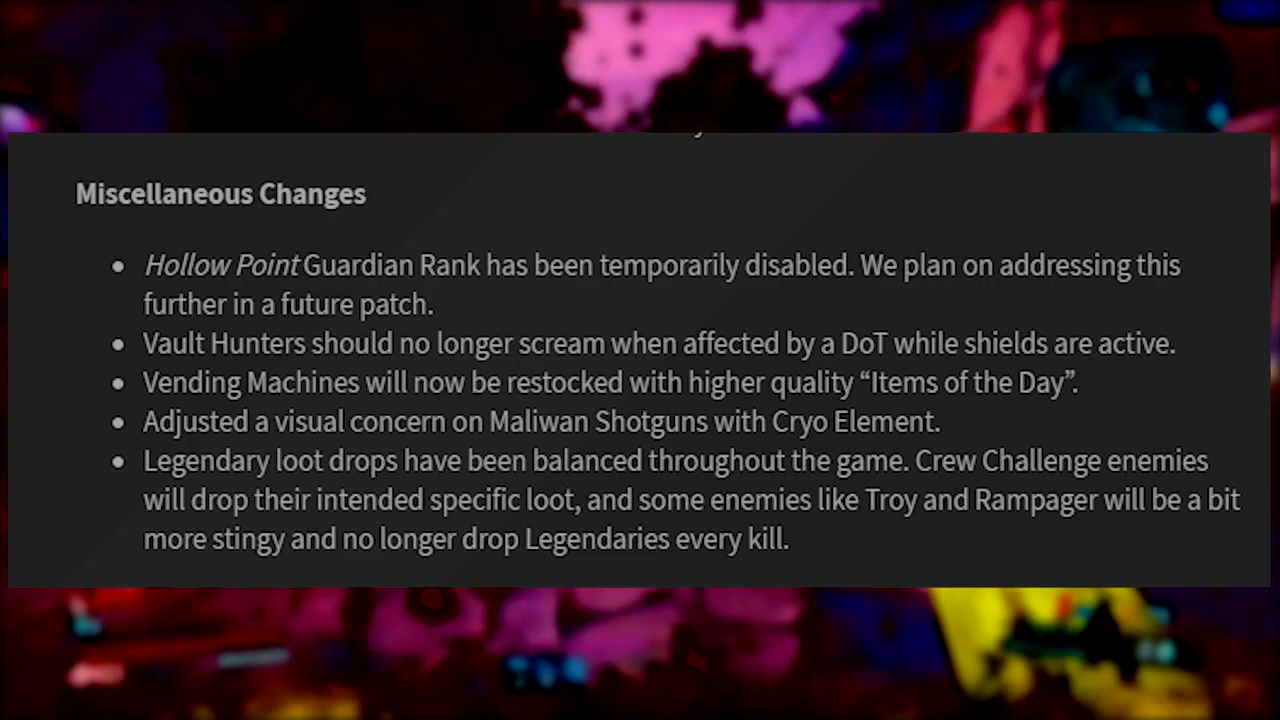 Miscellaneous Changes
• Hollow Point Guardian Rank has been temporarily disabled. We plan on addressing this
further in a future patch.
• Vault Hunters should no longer scream when affected by a DoT while shields are active.
• Vending Machines will now be restocked with higher quality “Items of the Day”.
• Adjusted a visual concern on Maliwan Shotguns with Cryo Element.
• Legendary loot drops have been balanced throughout the game. Crew Challenge enemies
will drop their intended specific loot, and some enemies like Troy and Rampager will be a bit
more stingy and no longer drop Legendaries every kill.